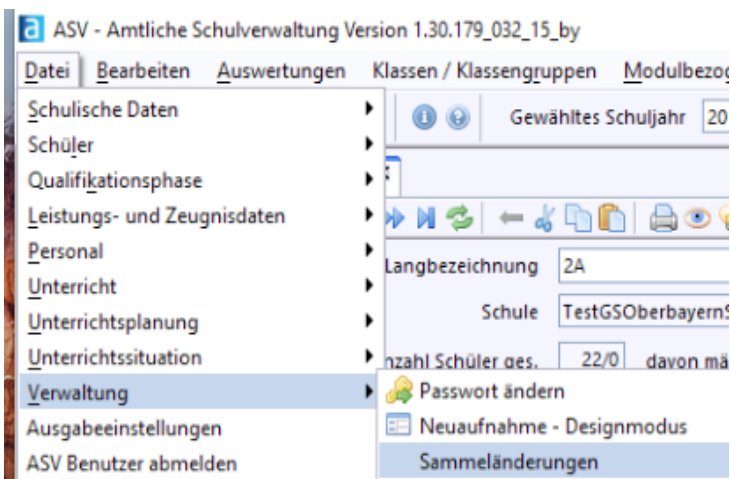 ASV - Amtliche Schulverwaltung Version 1.30.179_032_15_by
Datei Bearbeiten Auswertungen Klassen / Klassengruppen
Schulische Daten
Gewähltes Schuljahr 20
Schüler
Qualifikationsphase
Leistungs- und Zeugnisdaten
Personal
Langbezeichnung 2A
Unterricht
Schule TestGSOberbayern
Unterrichtsplanung
Unterrichtssituation
nzahl Schüler ges. 22/0 davon
Verwaltung
Passwort ändern
Ausgabeeinstellungen
Neuaufnahme - Designmodus
ASV Benutzer abmelden
Sammeländerungen